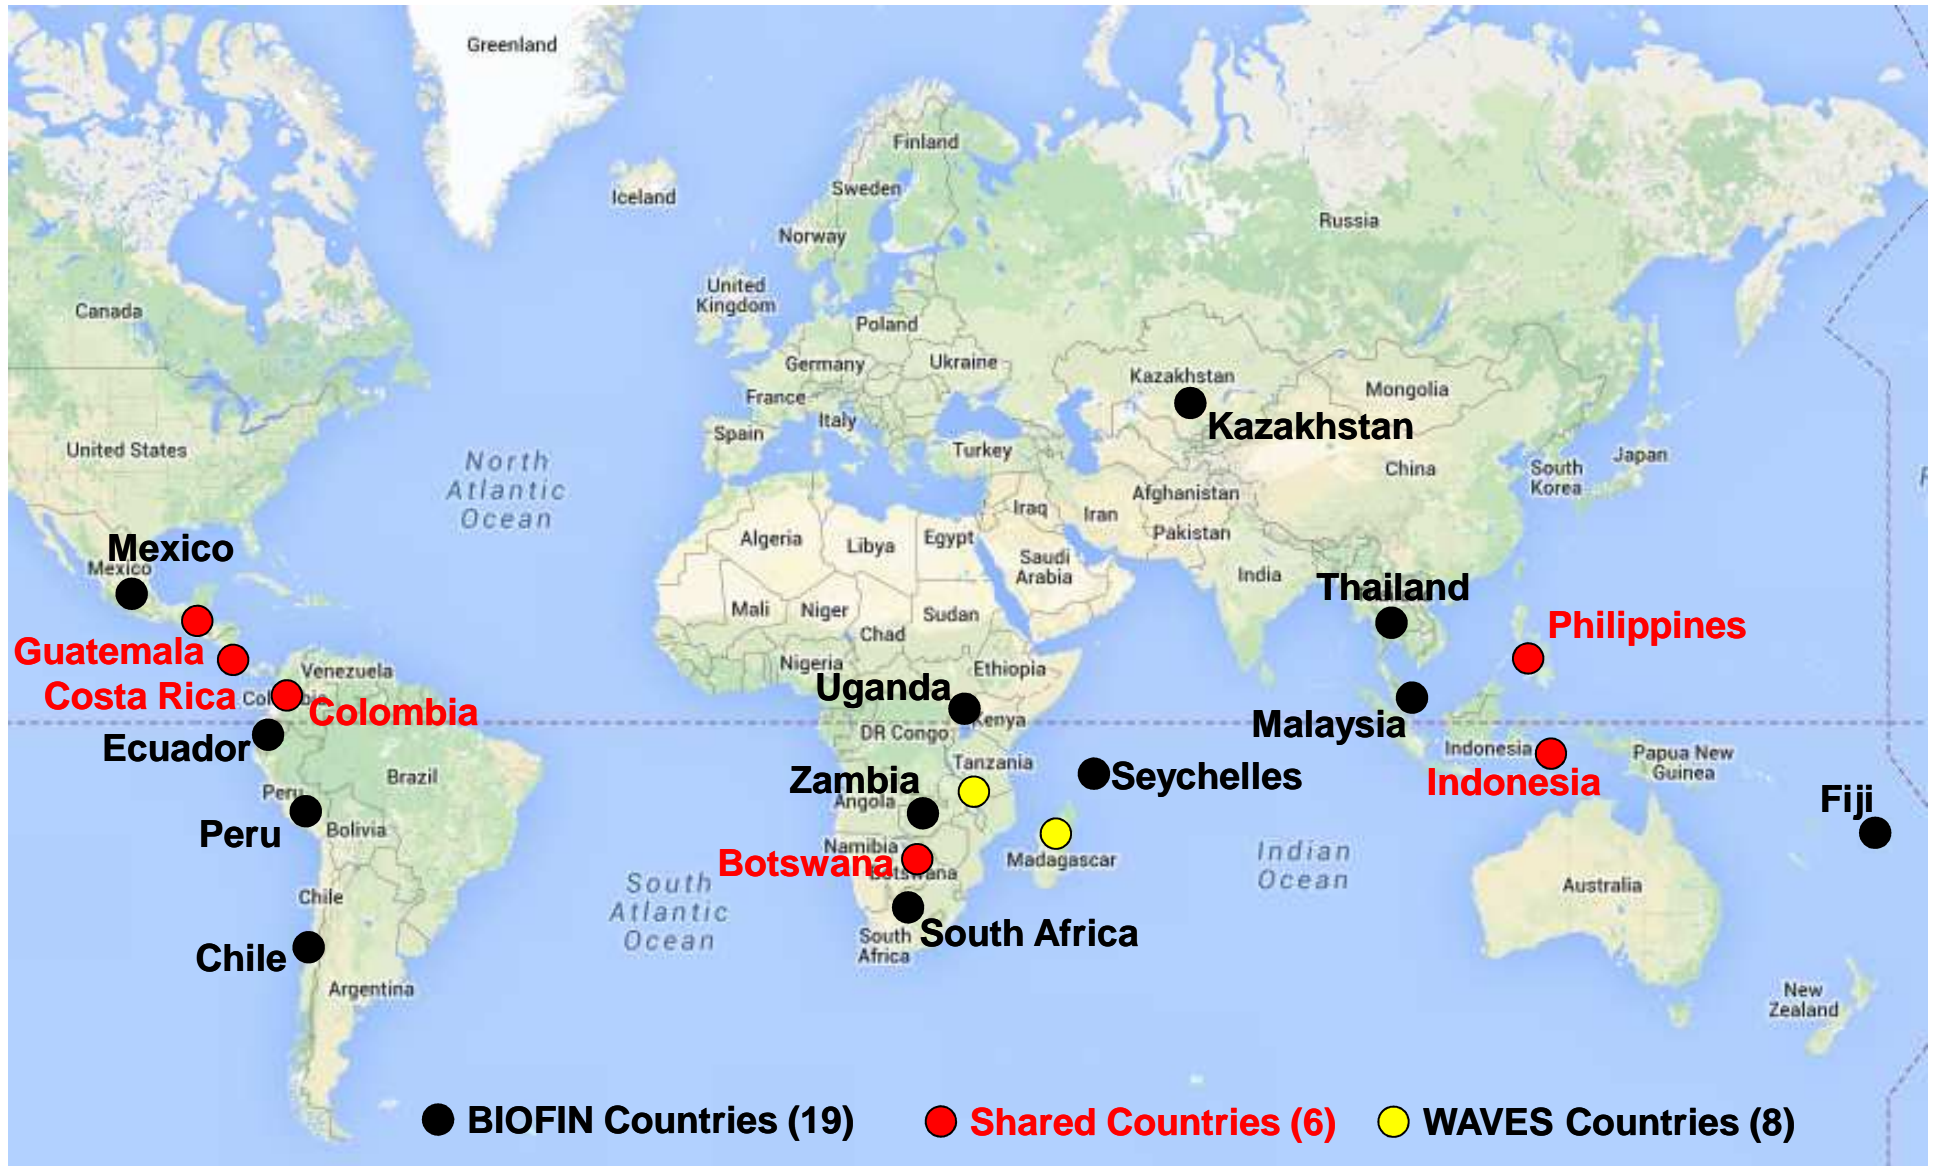 Greenland
Finland
Iceland
Sweden
Russia
Norway
United
Kingdom
Canada
Poland
Germany
Ukraine
Kazakhstan
Mongolia
France
Kazakhstan
Italy
Spain
United States
Turkey
Japan
North
Atlantic
Ocean
China
South
Korea
Afghanistan
Iraq
Iran
Pakistan
Algeria
Libya
Egypt
Saudi
Arabia
India
Mexico
Mexico
Thailand
Mali
Niger
Sudan
Chad
Philippines
Guatemala
Venezuela
Nigeria
Ethiopia
Costa Rica
Colombia
Uganda
Kenya
Malaysia
DR Congo
Ecuador
Indonesia
Papua New
Guinea
Tanzania
Brazil
Zambia
Seychelles
Indonesia
Peru
Angola
Fiji
Peru
Bolivia
Namibia
Botswana
Botswana
Madagascar
Indian
Ocean
South
Atlantic
Ocean
Chile
Australia
South
Africa
South Africa
Chile
Argentina
New
Zealand
BIOFIN Countries (19)
Shared Countries (6)
WAVES Countries (8)